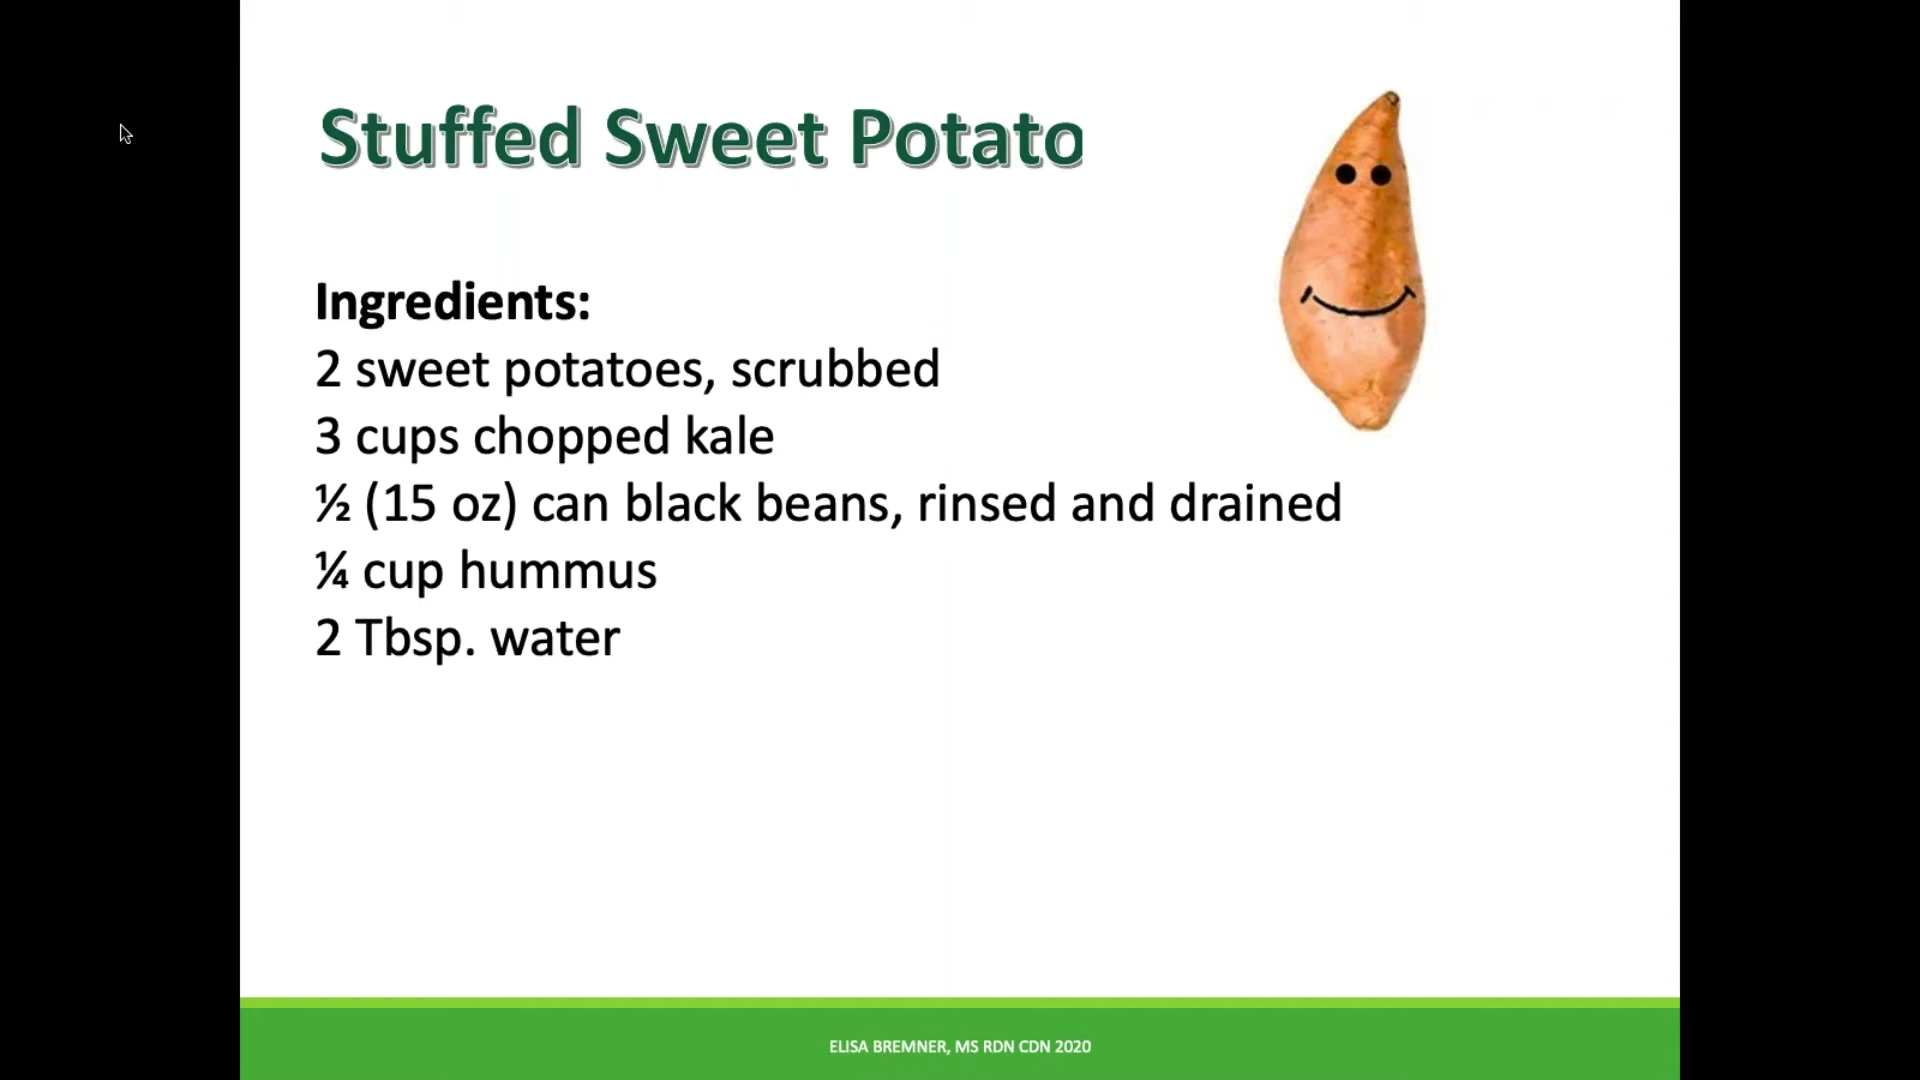 Stuffed Sweet Potato
Ingredients:
2 sweet potatoes, scrubbed
3 cups chopped kale
½ (15 oz) can black beans, rinsed and drained
¼ cup hummus
2 Tbsp. water
ELISA BREMNER, MS RDN CDN 2020